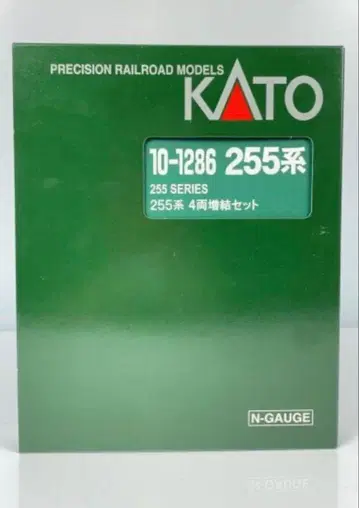 PRECISION RAILROAD MODELS
KATO
10-1286 255系
255 SERIES
255系 4両増結セット
N-GAUGE